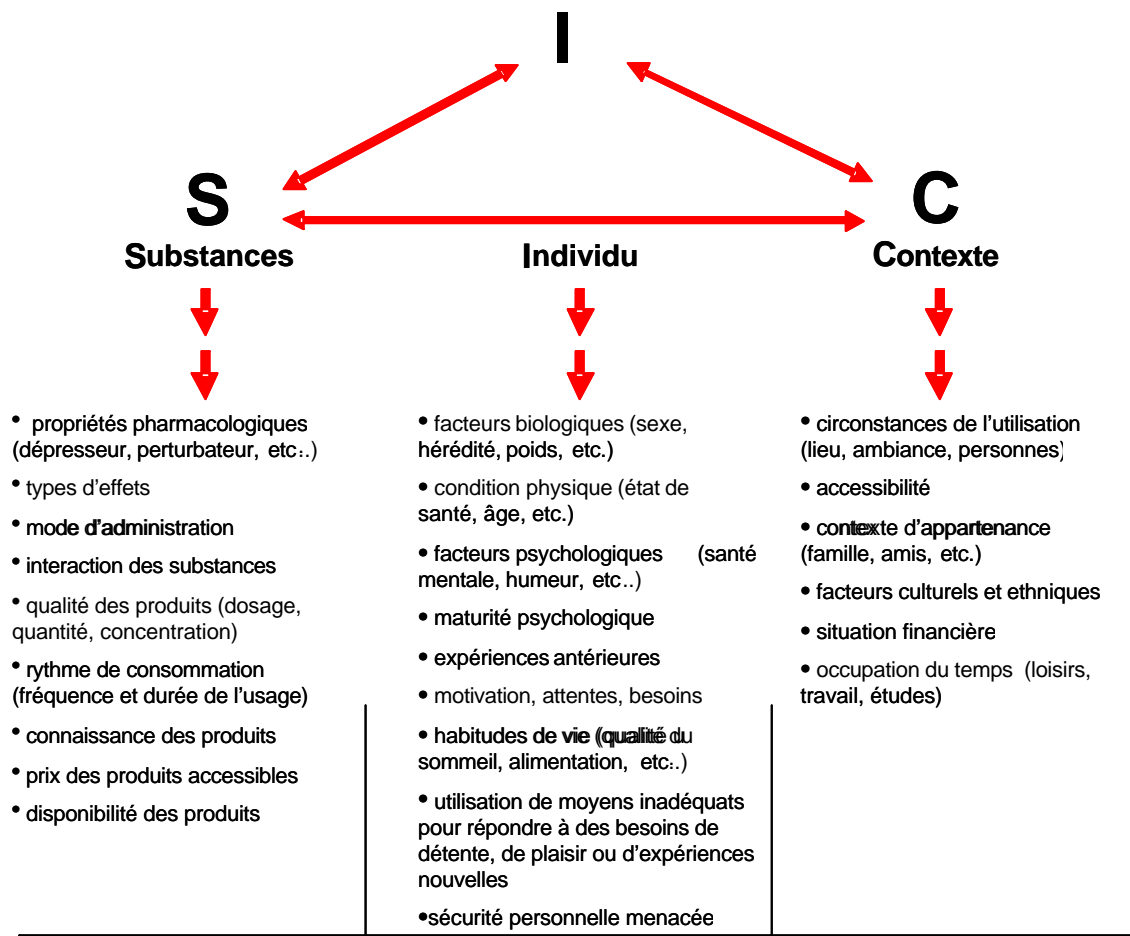 I
S
C
Substances
Individu
Contexte
• propriétés pharmacologiques
(dépresseur, perturbateur, etc..)
• types d'effets
• mode d'administration
• interaction des substances
• qualité des produits (dosage,
quantité, concentration)
• rythme de consommation
(fréquence et durée de l'usage)
• connaissance des produits
• prix des produits accessibles
• disponibilité des produits
• facteurs biologiques (sexe,
hérédité, poids, etc.)
• condition physique (état de
santé, âge, etc.)
• facteurs psychologiques (santé
mentale, humeur, etc..)
• maturité psychologique
• expériences antérieures
• motivation, attentes, besoins
• habitudes de vie (qualité du
sommeil, alimentation, etc..)
• utilisation de moyens inadéquats
pour répondre à des besoins de
détente, de plaisir ou d'expériences
nouvelles
•sécurité personnelle menacée
• circonstances de l'utilisation
(lieu, ambiance, personnes)
• accessibilité
• contexte d'appartenance
(famille, amis, etc.)
• facteurs culturels et ethniques
• situation financière
• occupation du temps (loisirs,
travail, études)